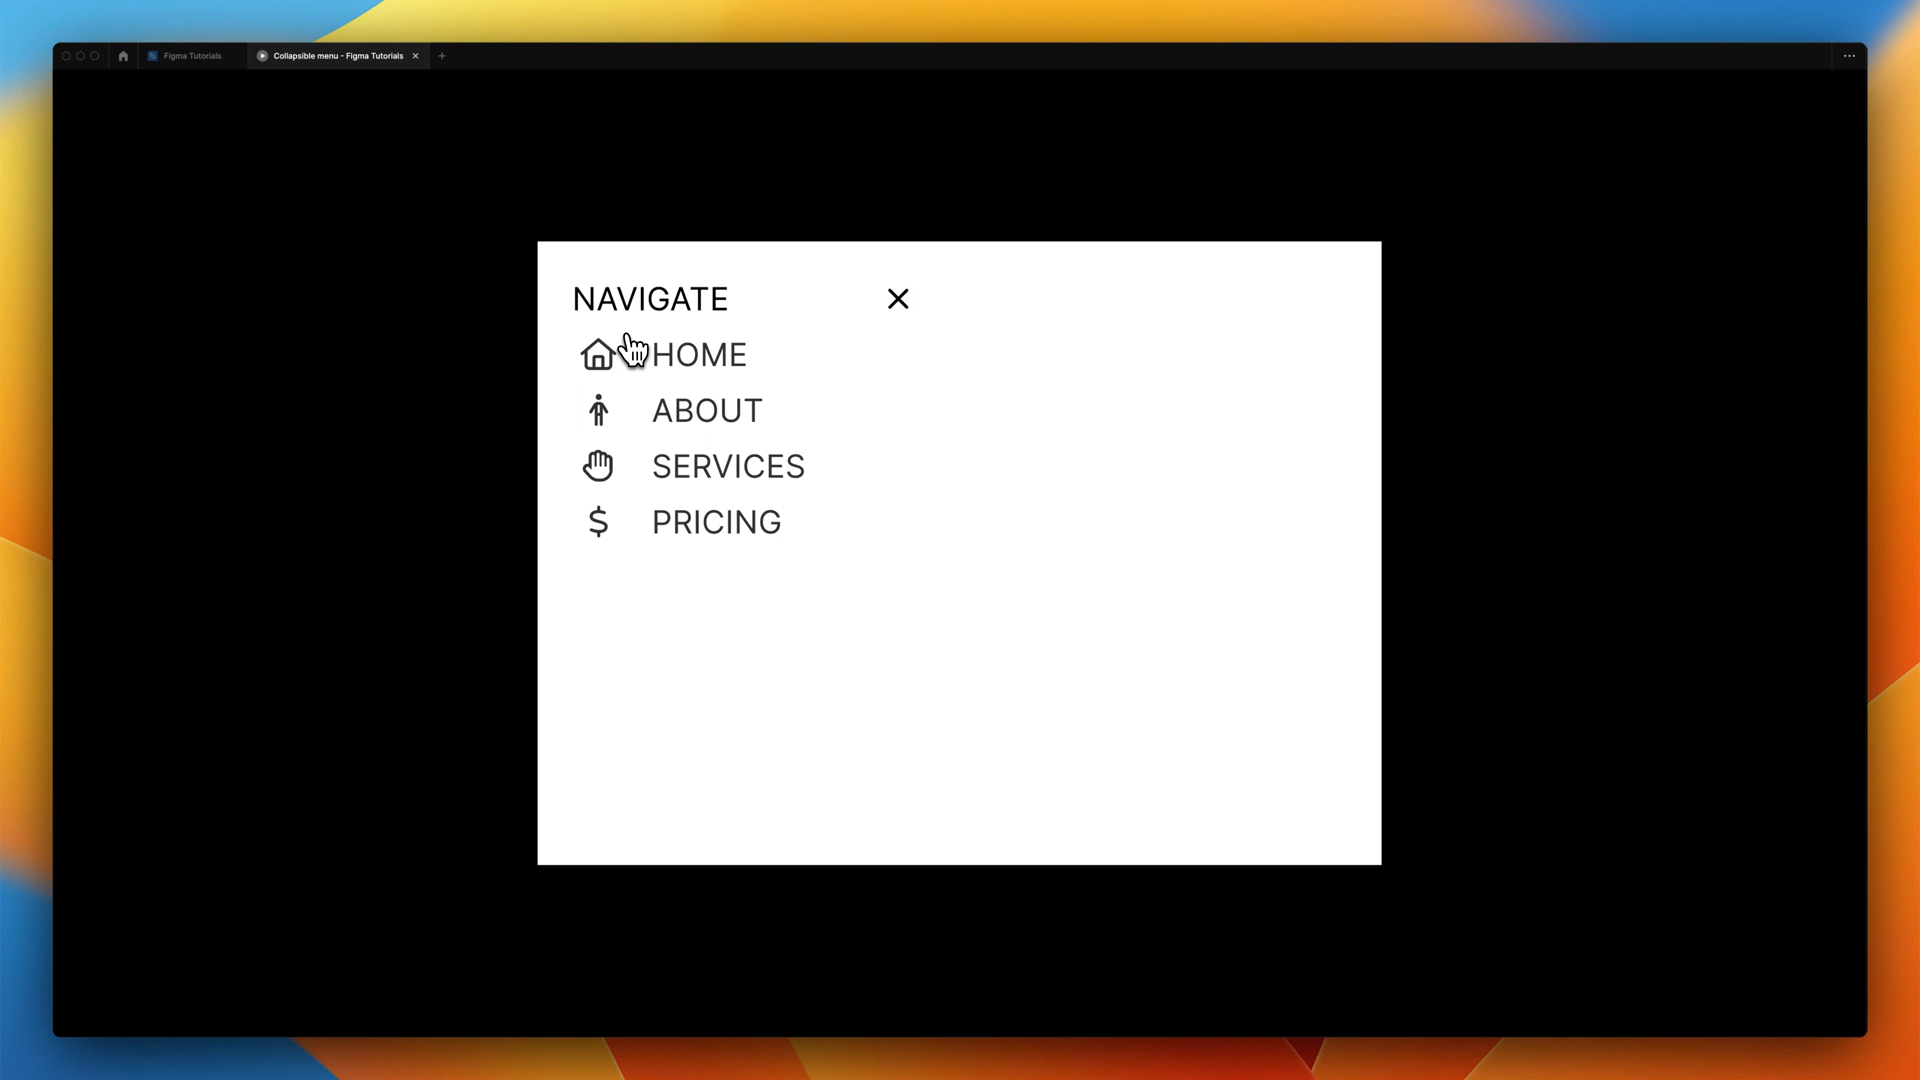 Figma Tutorials
Collapsible menu - Figma Tutorials
NAVIGATE
HOME
ABOUT
SERVICES
$ PRICING